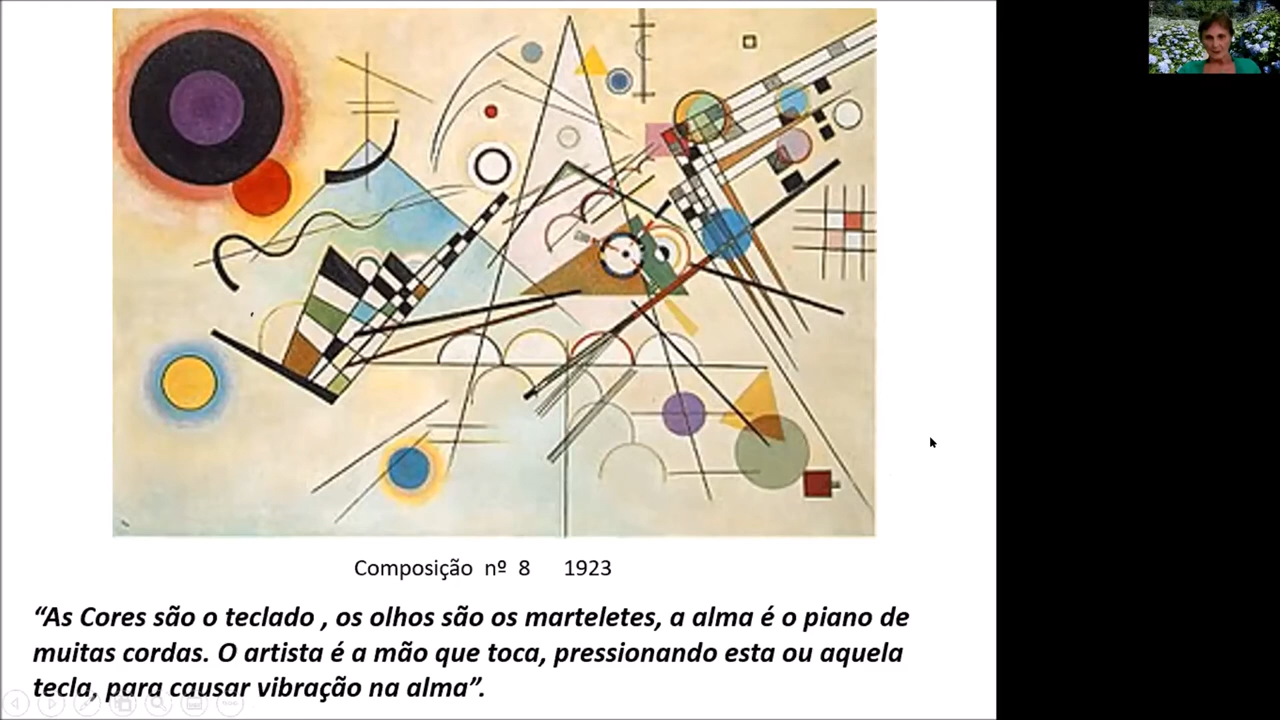 Composição nº 8 1923
“As Cores são o teclado , os olhos são os marteletes, a alma é o piano de
muitas cordas. O artista é a mão que toca, pressionando esta ou aquela
tecla, para causar vibração na alma”.